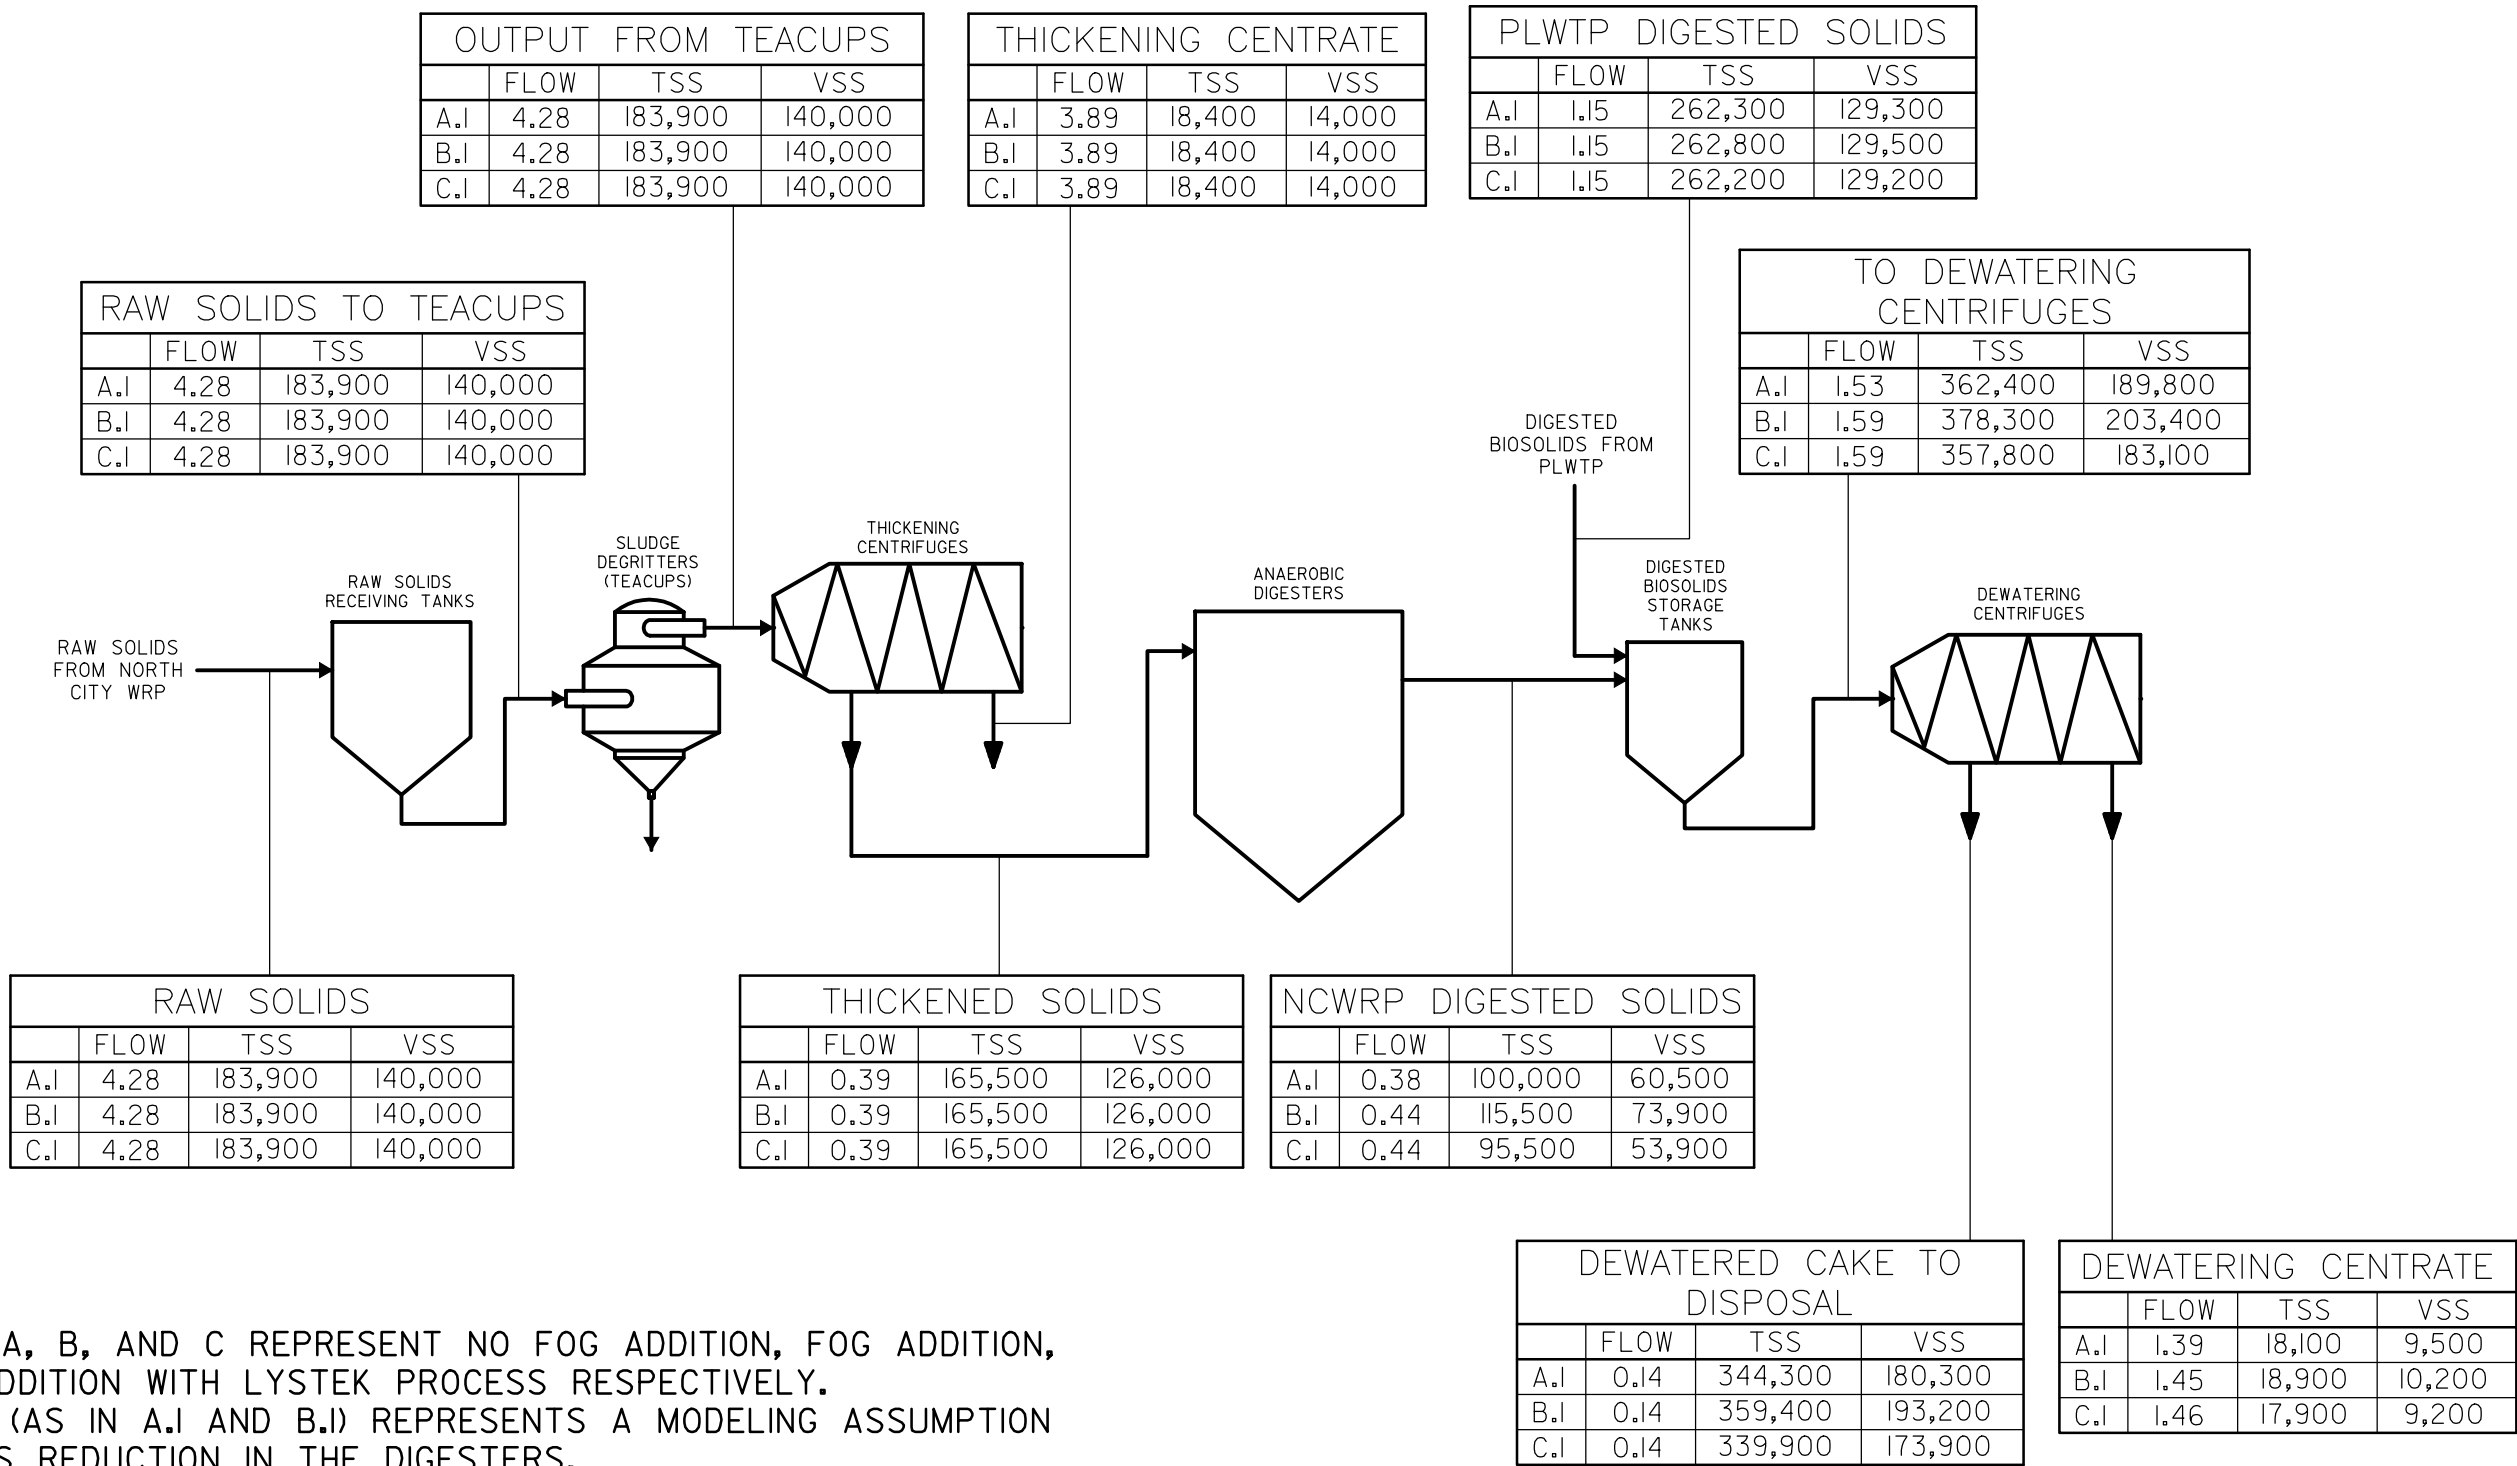 OUTPUT FROM TEACUPS
FLOW TSS VSS
A.1 4.28 183,900 140,000
B.1 4.28 183,900 140,000
C.1 4.28 183,900 140,000
THICKENING CENTRATE
FLOW TSS VSS
A.1 3.89 18,400 14,000
B.1 3.89 18,400 14,000
C.1 3.89 18,400 14,000
PLWTP DIGESTED SOLIDS
FLOW TSS VSS
A.1 1.15 262,300 129,300
B.1 1.15 262,800 129,500
C.1 1.15 262,200 129,200
RAW SOLIDS TO TEACUPS
FLOW TSS VSS
A.1 4.28 183,900 140,000
B.1 4.28 183,900 140,000
C.1 4.28 183,900 140,000
TO DEWATERING
CENTRIFUGES
FLOW TSS VSS
A.1 1.53 362,400 189,800
B.1 1.59 378,300 203,400
C.1 1.59 357,800 183,100
DIGESTED
BIOSOLIDS FROM
PLWTP
RAW SOLIDS
FROM NORTH
CITY WRP
RAW SOLIDS
RECEIVING TANKS
SLUDGE
DEGRITTERS
(TEACUPS)
THICKENING
CENTRIFUGES
ANAEROBIC
DIGESTERS
DIGESTED
BIOSOLIDS
STORAGE
TANKS
DEWATERING
CENTRIFUGES
RAW SOLIDS
FLOW TSS VSS
A.1 4.28 183,900 140,000
B.1 4.28 183,900 140,000
C.1 4.28 183,900 140,000
THICKENED SOLIDS
FLOW TSS VSS
A.1 0.39 165,500 126,000
B.1 0.39 165,500 126,000
C.1 0.39 165,500 126,000
NCWRP DIGESTED SOLIDS
FLOW TSS VSS
A.1 0.38 100,000 60,500
B.1 0.44 115,500 73,900
C.1 0.44 95,500 53,900
DEWATERED CAKE TO
DISPOSAL
FLOW TSS VSS
A.1 0.14 344,300 180,300
B.1 0.14 359,400 193,200
C.1 0.14 339,900 173,900
DEWATERING CENTRATE
FLOW TSS VSS
A.1 1.39 18,100 9,500
B.1 1.45 18,900 10,200
C.1 1.46 17,900 9,200
A, B, AND C REPRESENT NO FOG ADDITION, FOG ADDITION,
DDITION WITH LYSTEK PROCESS RESPECTIVELY.
(AS IN A.1 AND B.1) REPRESENTS A MODELING ASSUMPTION
S REDUCTION IN THE DIGESTERS.